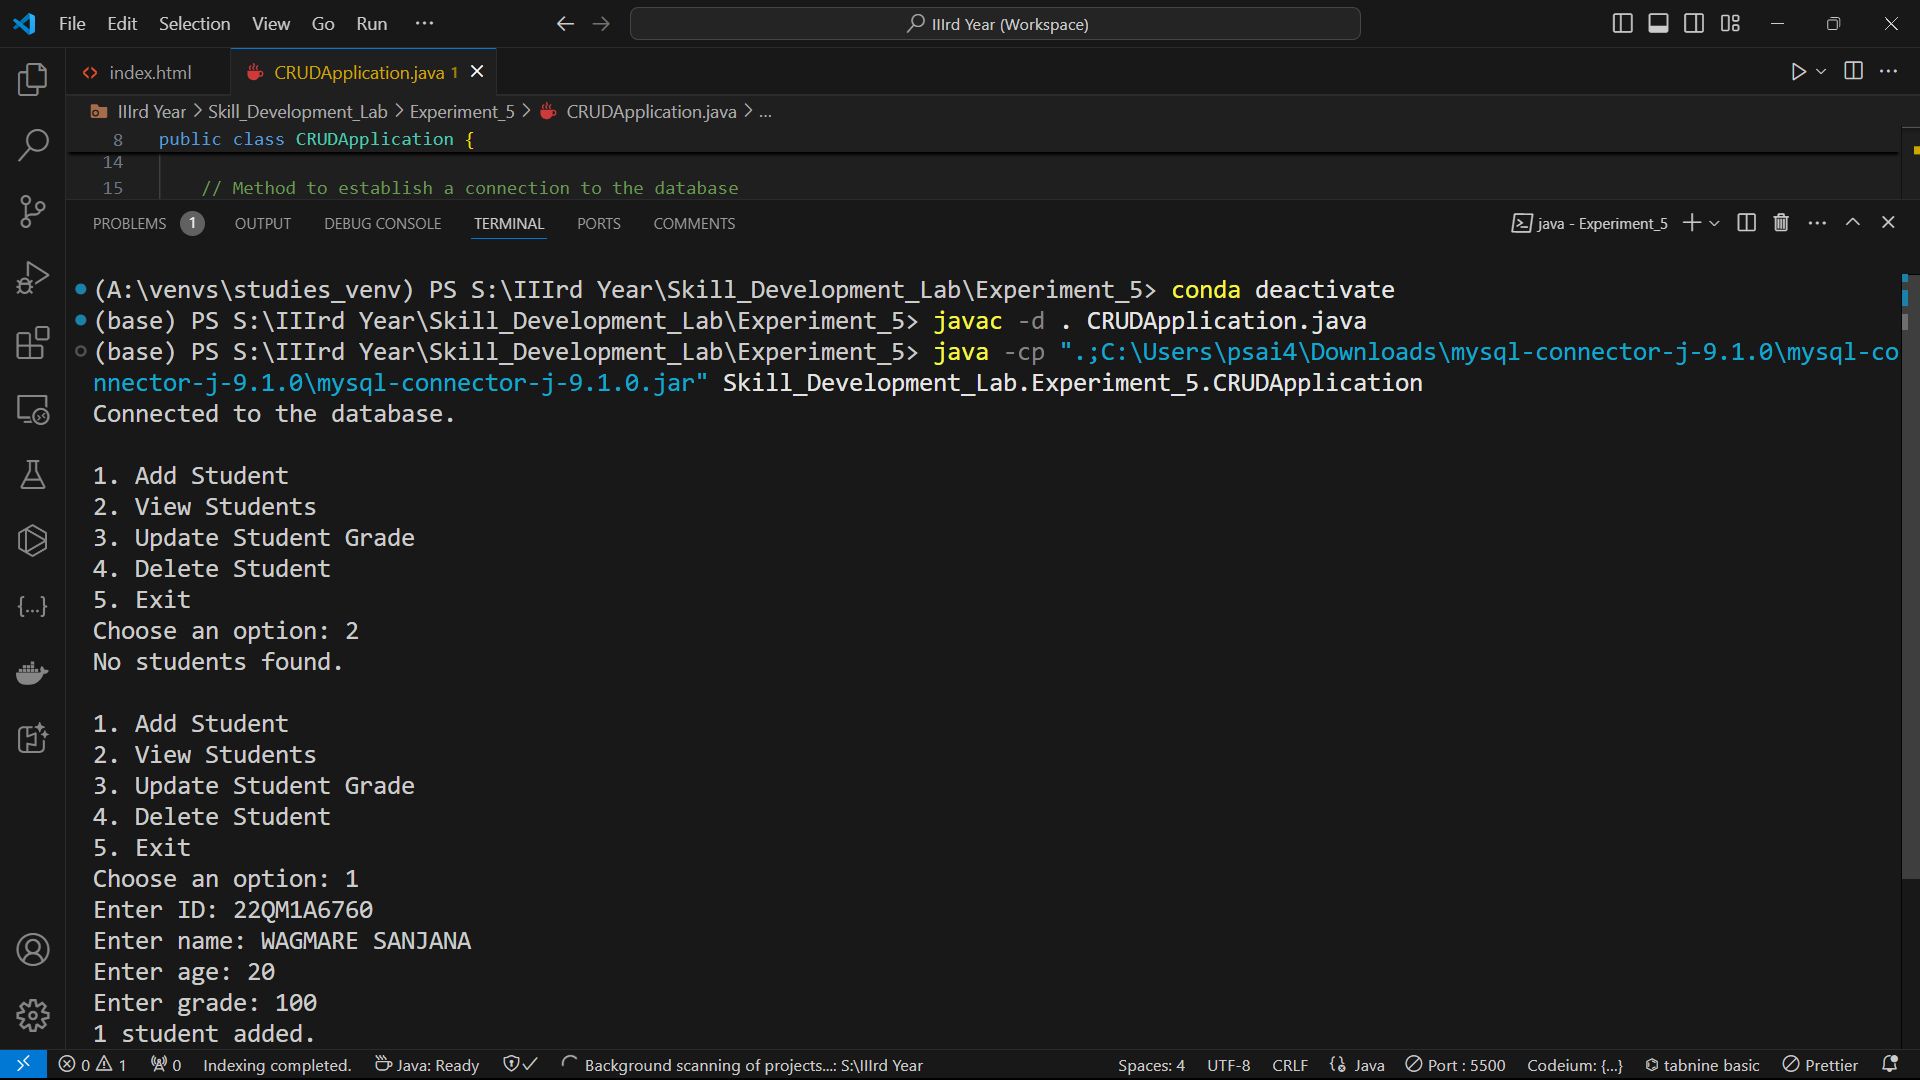 File Edit Selection View Go Run ··· IIIrd Year (Workspace)
index.html CRUDApplication.java 1
IIIrd Year > Skill_Development_Lab > Experiment_5 > CRUDApplication.java > ...
8 public class CRUDApplication {
14
15 // Method to establish a connection to the database
PROBLEMS 1 OUTPUT DEBUG CONSOLE TERMINAL PORTS COMMENTS java - Experiment_5
(A:\venvs\studies_venv) PS S:\IIIrd Year\Skill_Development_Lab\Experiment_5> conda deactivate
(base) PS S:\IIIrd Year\Skill_Development_Lab\Experiment_5> javac -d . CRUDApplication.java
(base) PS S:\IIIrd Year\Skill_Development_Lab\Experiment_5> java -cp ".;C:\Users\psai4\Downloads\mysql-connector-j-9.1.0\mysql-co
nnector-j-9.1.0\mysql-connector-j-9.1.0.jar" Skill_Development_Lab.Experiment_5.CRUDApplication
Connected to the database.
1. Add Student
2. View Students
3. Update Student Grade
4. Delete Student
5. Exit
Choose an option: 2
No students found.
1. Add Student
2. View Students
3. Update Student Grade
4. Delete Student
5. Exit
Choose an option: 1
Enter ID: 22QM1A6760
Enter name: WAGMARE SANJANA
Enter age: 20
Enter grade: 100
1 student added.
0 1 0 Indexing completed. Java: Ready Background scanning of projects...: S:\IIIrd Year Spaces: 4 UTF-8 CRLF Java Port : 5500 Codeium: {...} tabnine basic Prettier